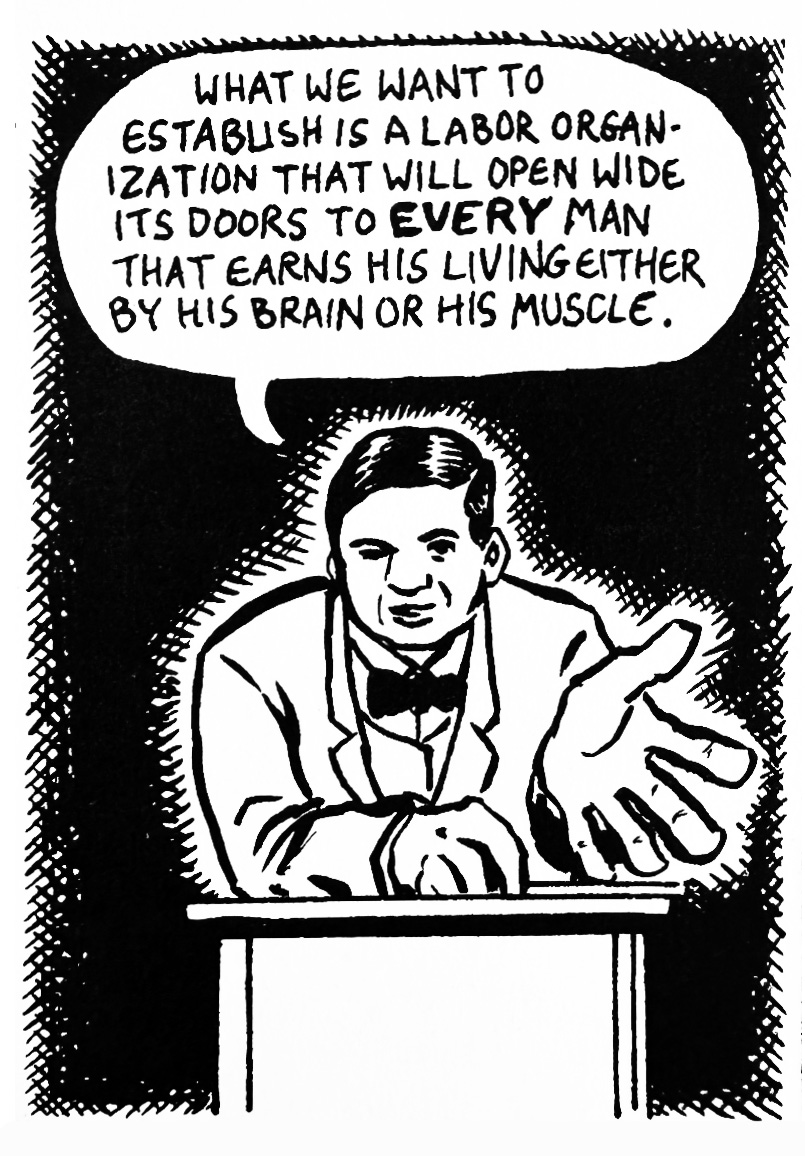 WHAT WE WANT TO
ESTABLISH IS A LABOR ORGAN-
IZATION THAT WILL OPEN WIDE
ITS DOORS TO EVERY MAN
THAT EARNS HIS LIVING EITHER
BY HIS BRAIN OR HIS MUSCLE.